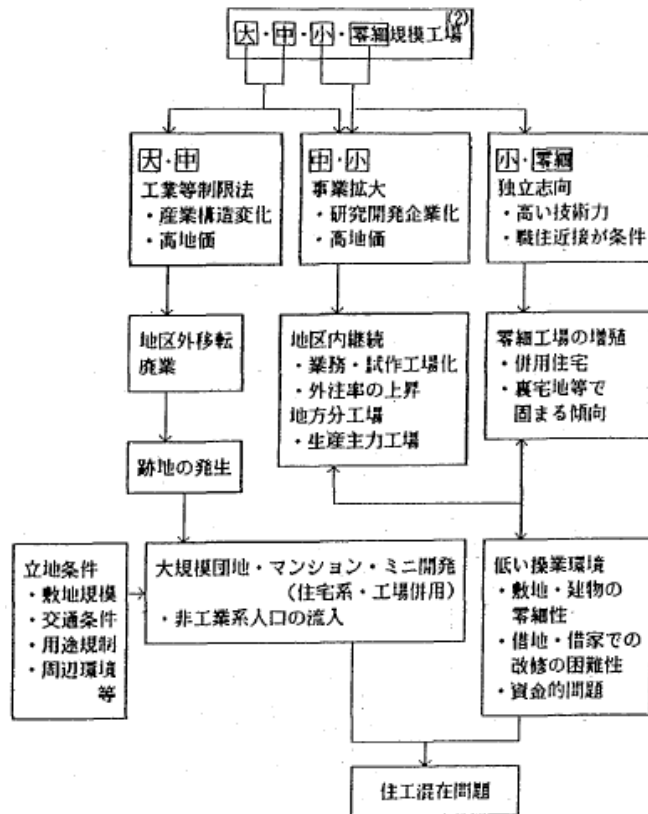 大・中・小・零細規模工場(2)
大・中
工業等制限法
・産業構造変化
・高地価
中・小
事業拡大
・研究開発企業化
・高地価
小・零細
独立志向
・高い技術力
・職住近接が条件
地区外移転
廃業
地区内継続
・業務・試作工場化
・外注率の上昇
地方分工場
・生産主力工場
零細工場の増殖
・併用住宅
・裏宅地等で
固まる傾向
跡地の発生
立地条件
・敷地規模
・交通条件
・用途規制
・周辺環境
等
大規模団地・マンション・ミニ開発
(住宅系・工場併用)
・非工業系人口の流入
低い操業環境
・敷地・建物の
零細性
・借地・借家での
改修の困難性
・資金的問題
住工混在問題